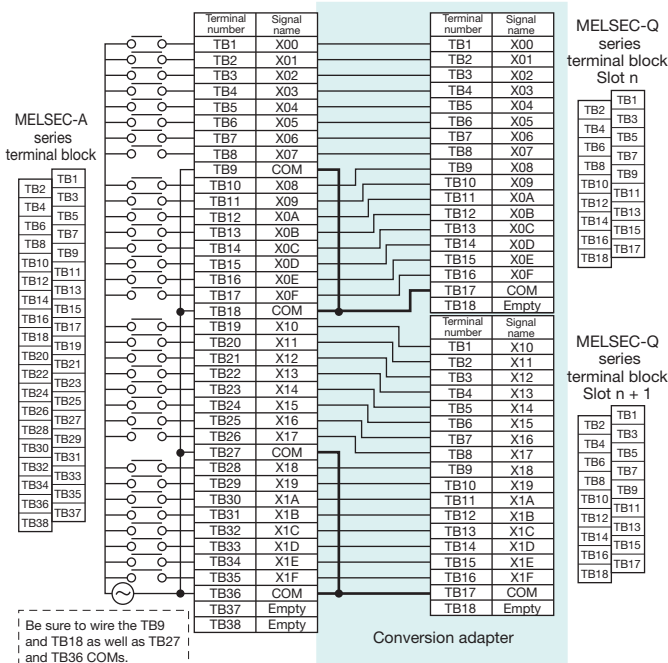 MELSEC-A
series
terminal block
TB1
TB2
TB3
TB4
TB5
TB6
TB7
TB8
TB9
TB10
TB11
TB12
TB13
TB14
TB15
TB16
TB17
TB18
TB19
TB20
TB21
TB22
TB23
TB24
TB25
TB26
TB27
TB28
TB29
TB30
TB31
TB32
TB33
TB34
TB35
TB36
TB37
TB38
Terminal number Signal name
TB1 X00
TB2 X01
TB3 X02
TB4 X03
TB5 X04
TB6 X05
TB7 X06
TB8 X07
TB9 COM
TB10 X08
TB11 X09
TB12 X0A
TB13 X0B
TB14 X0C
TB15 X0D
TB16 X0E
TB17 X0F
TB18 COM
TB19 X10
TB20 X11
TB21 X12
TB22 X13
TB23 X14
TB24 X15
TB25 X16
TB26 X17
TB27 COM
TB28 X18
TB29 X19
TB30 X1A
TB31 X1B
TB32 X1C
TB33 X1D
TB34 X1E
TB35 X1F
TB36 COM
TB37 Empty
TB38 Empty
Be sure to wire the TB9
and TB18 as well as TB27
and TB36 COMs.
Terminal number Signal name
TB1 X00
TB2 X01
TB3 X02
TB4 X03
TB5 X04
TB6 X05
TB7 X06
TB8 X07
TB9 X08
TB10 X09
TB11 X0A
TB12 X0B
TB13 X0C
TB14 X0D
TB15 X0E
TB16 X0F
TB17 COM
TB18 Empty
Terminal number Signal name
TB1 X10
TB2 X11
TB3 X12
TB4 X13
TB5 X14
TB6 X15
TB7 X16
TB8 X17
TB9 X18
TB10 X19
TB11 X1A
TB12 X1B
TB13 X1C
TB14 X1D
TB15 X1E
TB16 X1F
TB17 COM
TB18 Empty
Conversion adapter
MELSEC-Q
series
terminal block
Slot n
TB1
TB2
TB3
TB4
TB5
TB6
TB7
TB8
TB9
TB10
TB11
TB12
TB13
TB14
TB15
TB16
TB17
TB18
MELSEC-Q
series
terminal block
Slot n + 1
TB1
TB2
TB3
TB4
TB5
TB6
TB7
TB8
TB9
TB10
TB11
TB12
TB13
TB14
TB15
TB16
TB17
TB18